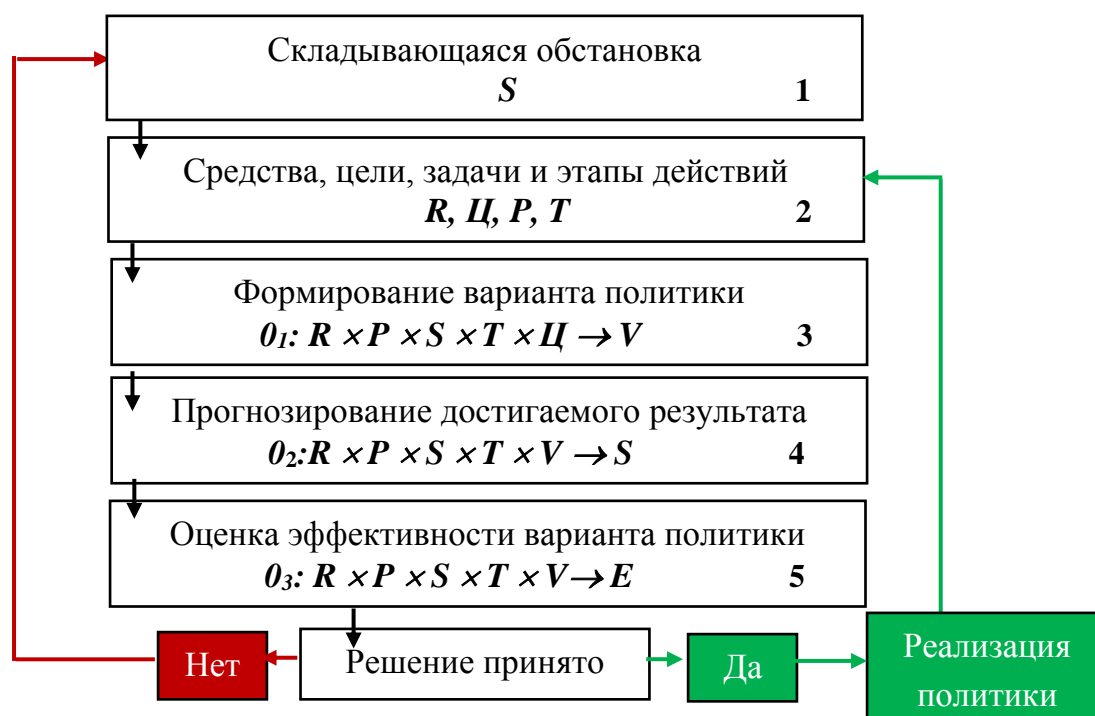 Складывающаяся обстановка
S 1
Средства, цели, задачи и этапы действий
R, Ц, P, T 2
Формирование варианта политики
0₁: R × P × S × T × Ц → V 3
Прогнозирование достигаемого результата
0₂:R × P × S × T × V → S 4
Оценка эффективности варианта политики
0₃: R × P × S × T × V→ E 5
Нет
Решение принято
Да
Реализация
политики